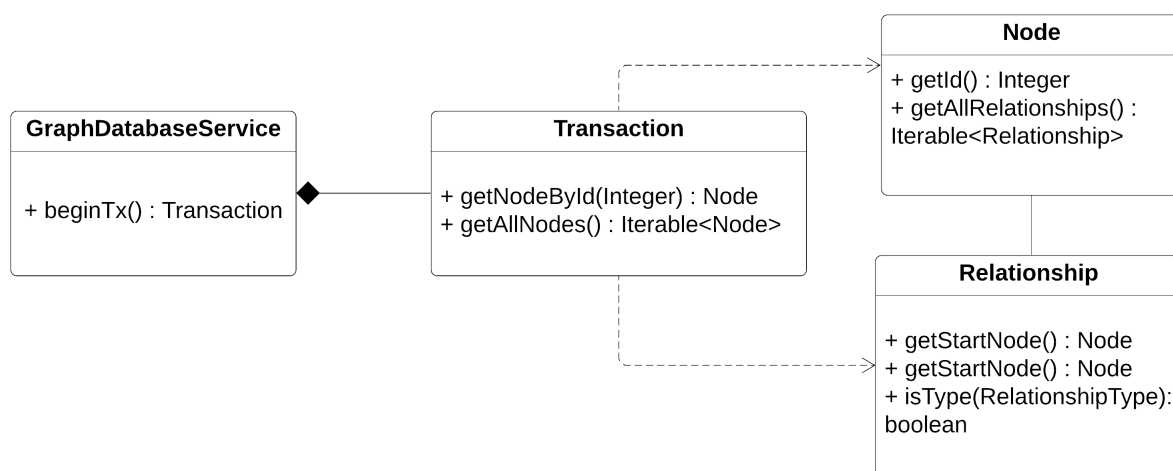 GraphDatabaseService
+ beginTx() : Transaction
Transaction
+ getNodeById(Integer) : Node
+ getAllNodes() : Iterable<Node>
Node
+ getId() : Integer
+ getAllRelationships() :
Iterable<Relationship>
Relationship
+ getStartNode() : Node
+ getStartNode() : Node
+ isType(RelationshipType):
boolean